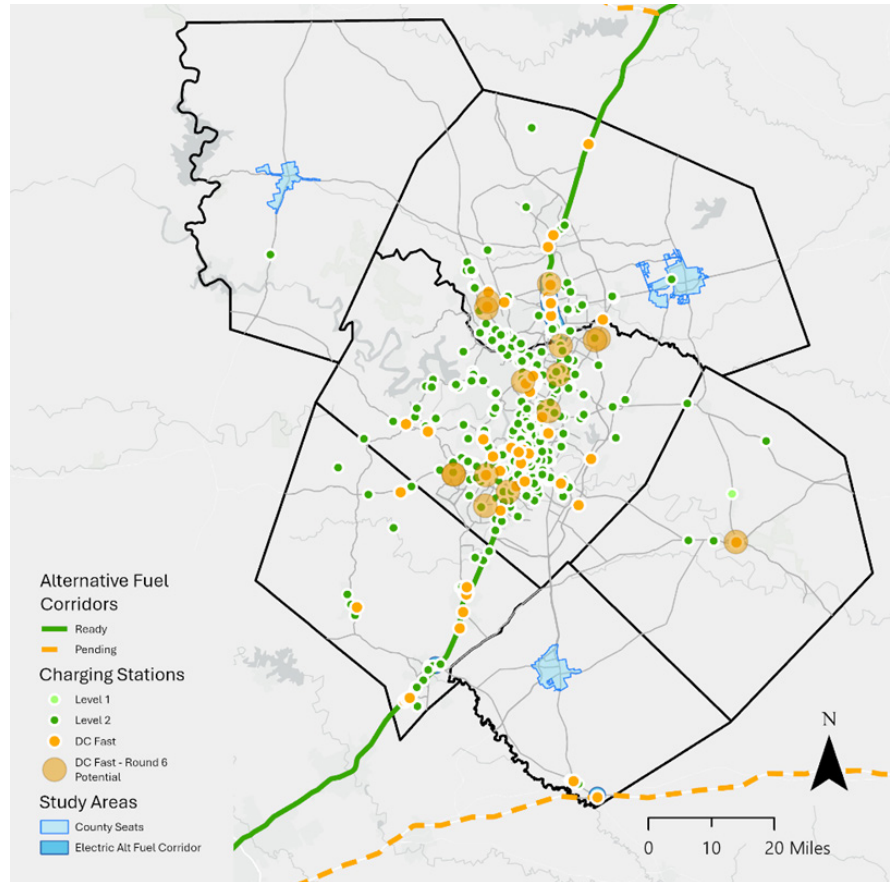 Alternative Fuel
Corridors
Ready
Pending
Charging Stations
Level 1
Level 2
DC Fast
DC Fast - Round 6
Potential
Study Areas
County Seats
Electric Alt Fuel Corridor
N
0 10 20 Miles